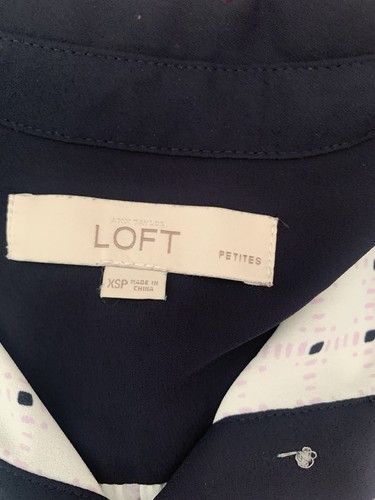 ANN TAYLOR
LOFT
PETITES
XSP
MADE IN
CHINA